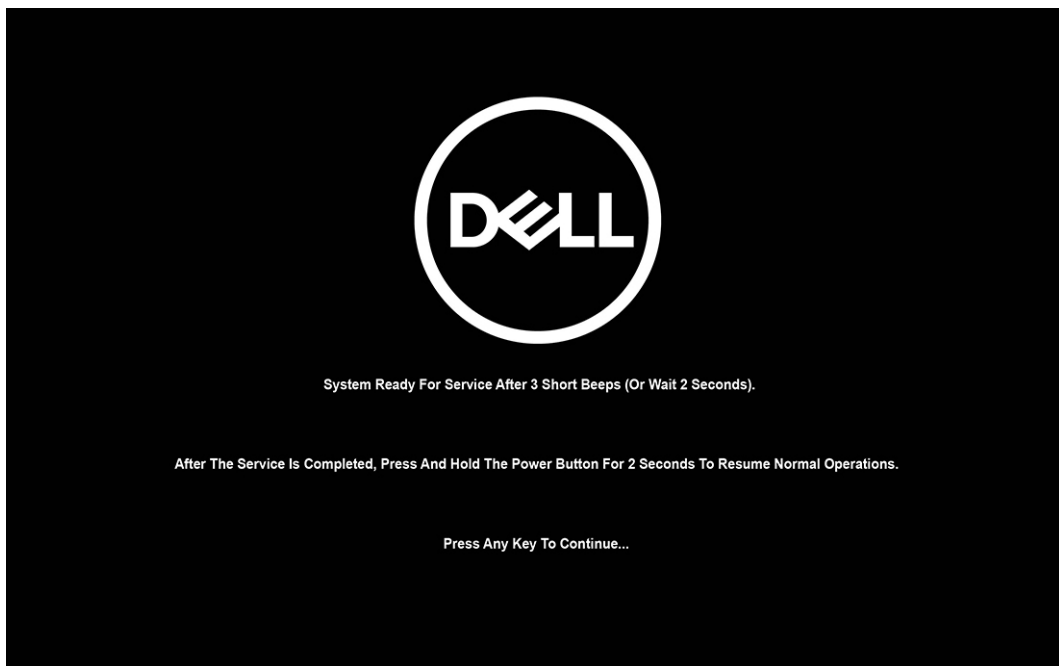 DELL
System Ready For Service After 3 Short Beeps (Or Wait 2 Seconds).
After The Service Is Completed, Press And Hold The Power Button For 2 Seconds To Resume Normal Operations.
Press Any Key To Continue...